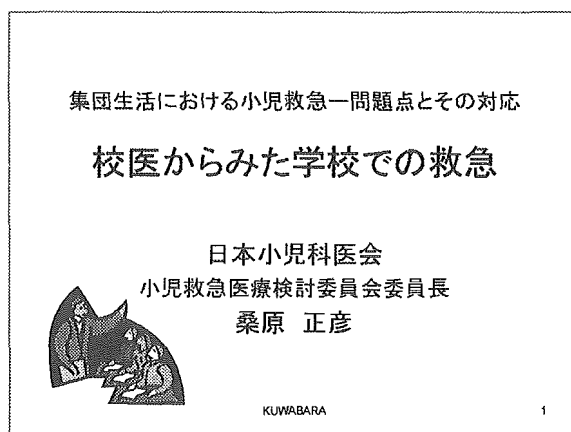 集団生活における小児救急ー問題点とその対応
校医からみた学校での救急
日本小児科医会
小児救急医療検討委員会委員長
桑原 正彦
KUWABARA
1